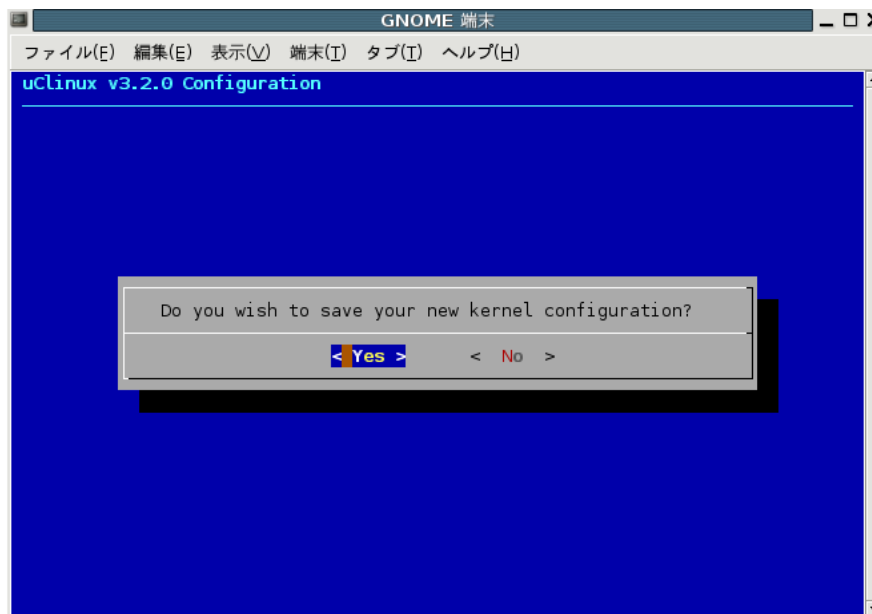 GNOME 端末
ファイル(F) 編集(E) 表示(V) 端末(T) タブ(T) ヘルプ(H)
uClinux v3.2.0 Configuration
Do you wish to save your new kernel configuration?
< Yes > < No >